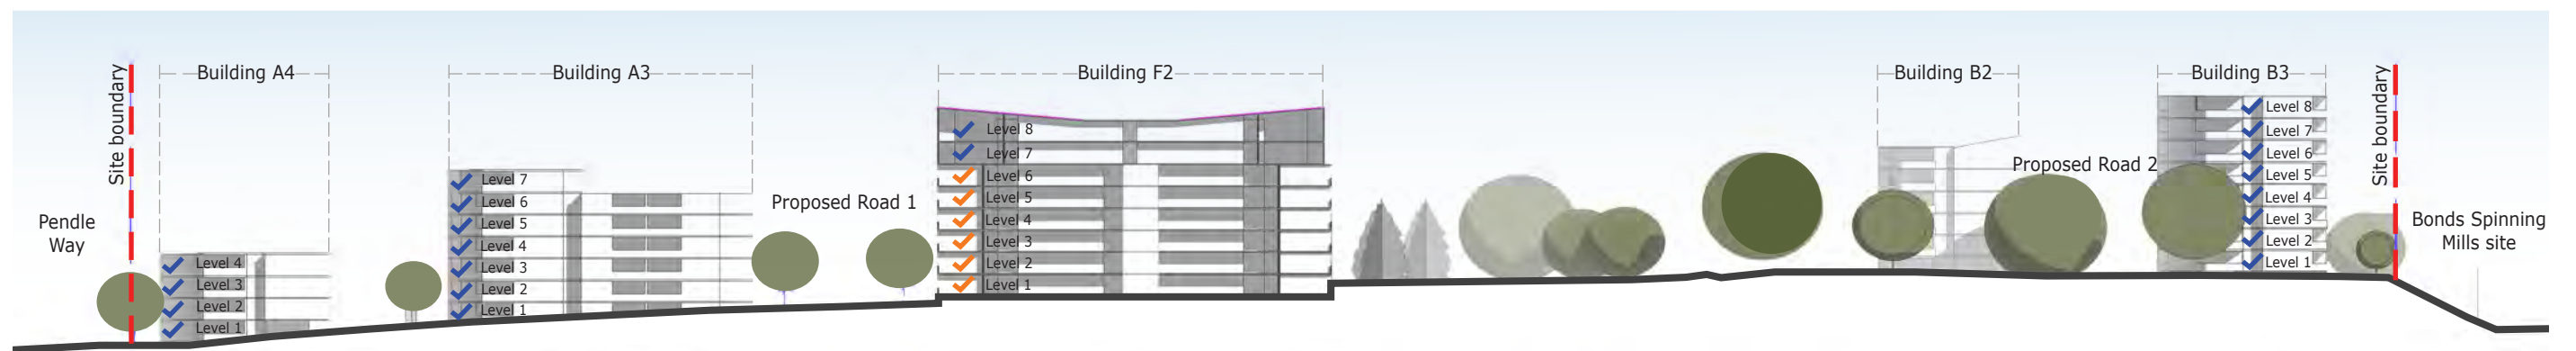 Site boundary
Pendle
Way
Building A4
Level 4
Level 3
Level 2
Level 1
Building A3
Level 7
Level 6
Level 5
Level 4
Level 3
Level 2
Level 1
Proposed Road 1
Building F2
Level 8
Level 7
Level 6
Level 5
Level 4
Level 3
Level 2
Level 1
Building B2
Proposed Road 2
Building B3
Level 8
Level 7
Level 6
Level 5
Level 4
Level 3
Level 2
Level 1
Site boundary
Bonds Spinning
Mills site